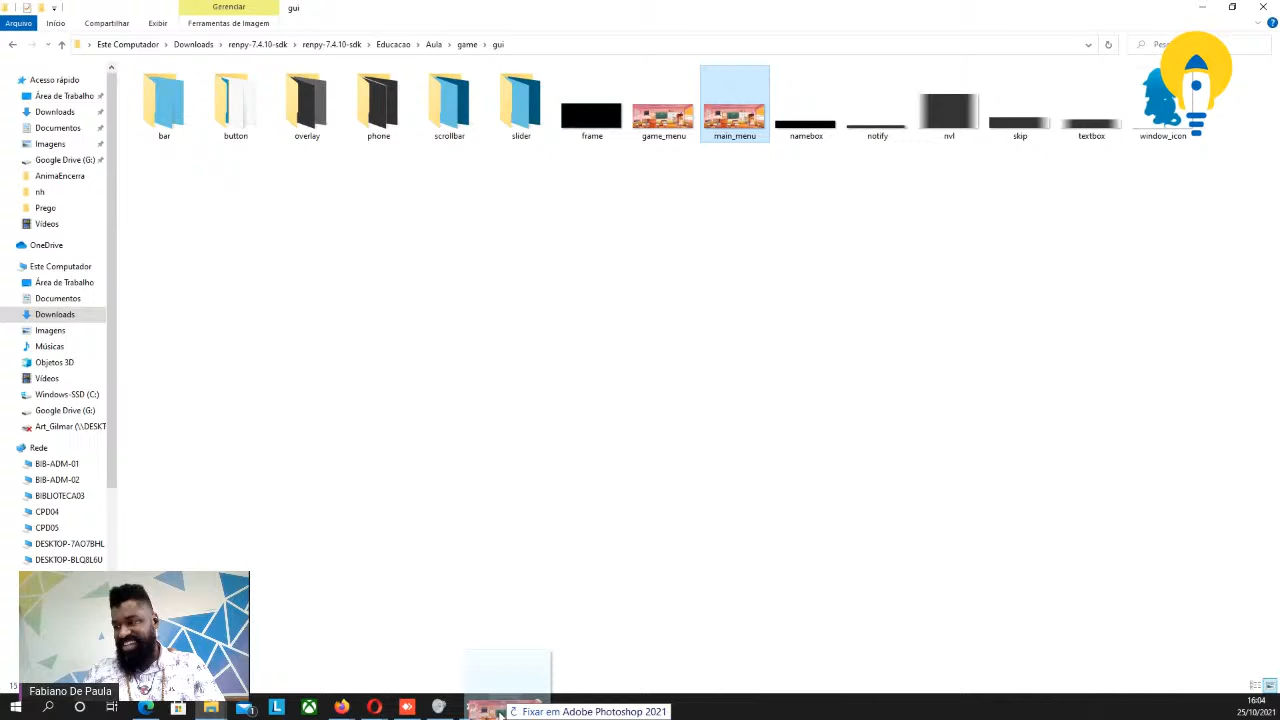 Gerenciar
gui
Arquivo Início Compartilhar Exibir Ferramentas de Imagem
Este Computador Downloads renpy-7.4.10-sdk renpy-7.4.10-sdk Educacao Aula game gui
Acesso rápido
Área de Trabalho
Downloads
Documentos
Imagens
Google Drive (G:)
AnimaEncerra
nh
Prego
Vídeos
OneDrive
Este Computador
Área de Trabalho
Documentos
Downloads
Imagens
Músicas
Objetos 3D
Vídeos
Windows-SSD (C:)
Google Drive (G:)
Art_Gilmar (\\DESKT
Rede
BIB-ADM-01
BIB-ADM-02
BIBLIOTECA03
CPD04
CPD05
DESKTOP-7AO7BHL
DESKTOP-BLQ8L6U
bar button overlay phone scrollbar slider frame game_menu main_menu namebox notify nvl skip textbox window_icon
Fabiano De Paula
Fixar em Adobe Photoshop 2021
16:04
25/10/2021